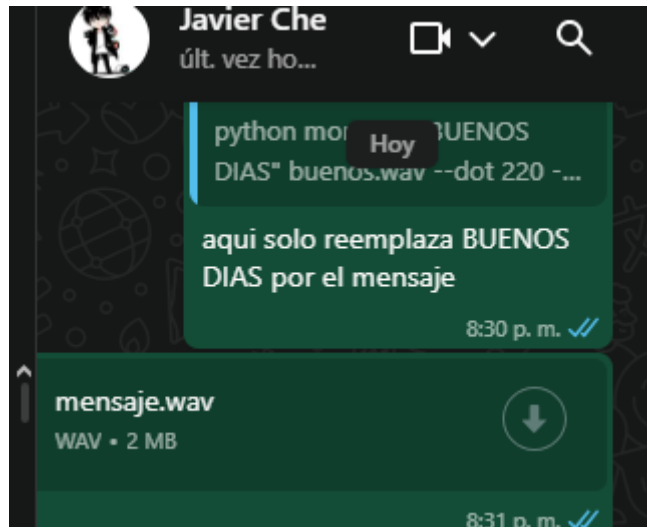 Javier Che
últ. vez ho...
python mor BUENOS
Hoy
DIAS" buenos.wav --dot 220 -...
aqui solo reemplaza BUENOS
DIAS por el mensaje
8:30 p. m.
mensaje.wav
WAV • 2 MB
8:31 p. m.